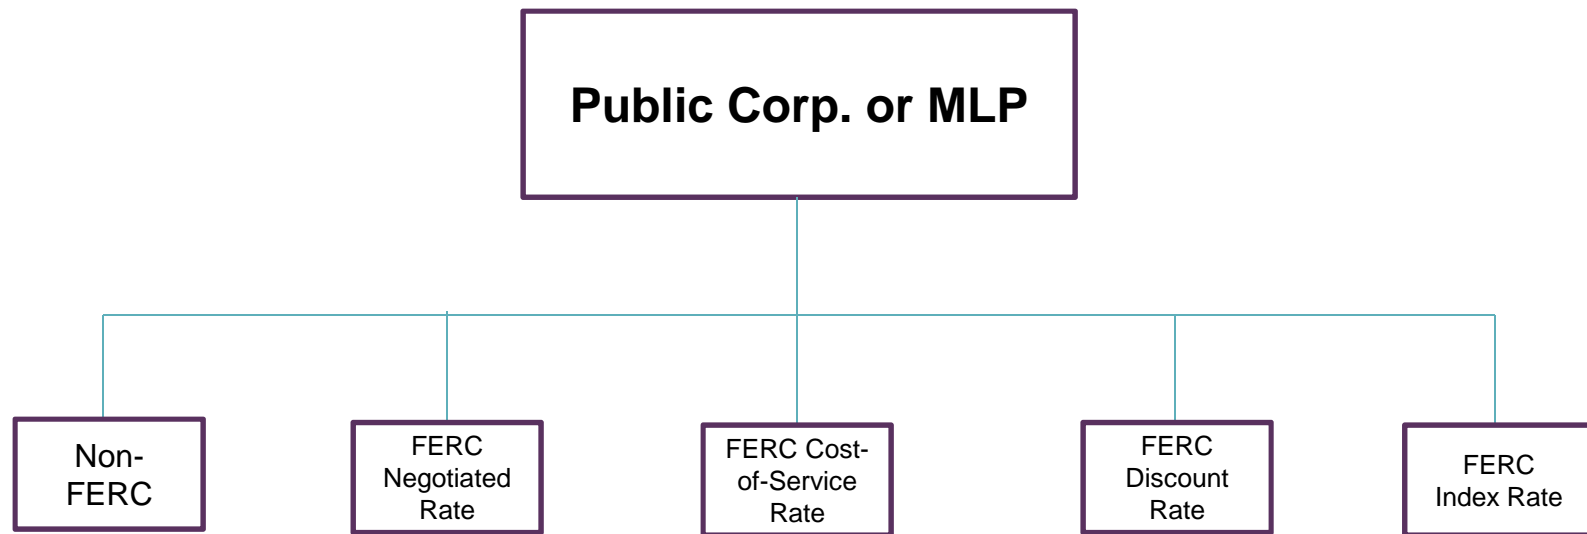 Public Corp. or MLP
Non-
FERC
FERC
Negotiated
Rate
FERC Cost-
of-Service
Rate
FERC
Discount
Rate
FERC
Index Rate